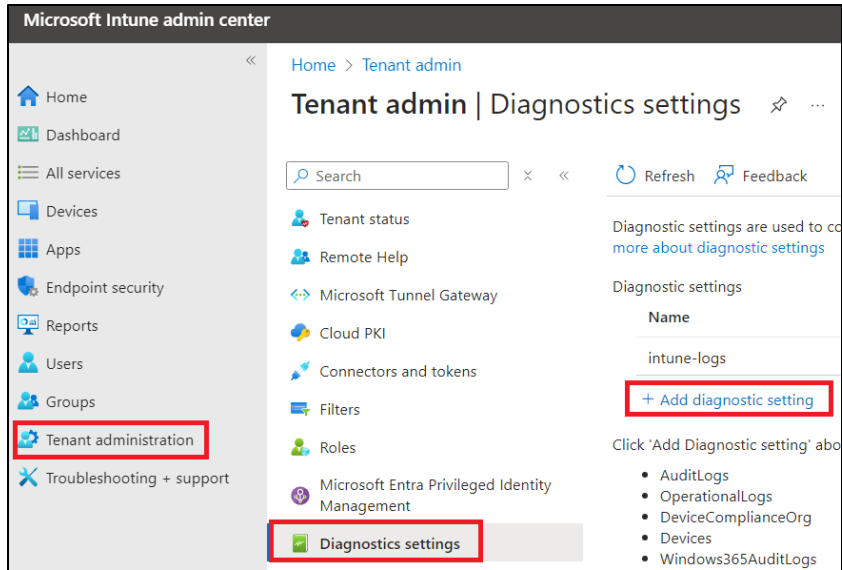 Microsoft Intune admin center
Home
Dashboard
All services
Devices
Apps
Endpoint security
Reports
Users
Groups
Tenant administration
Troubleshooting + support
Home > Tenant admin
Tenant admin | Diagnostics settings
Search
Tenant status
Remote Help
Microsoft Tunnel Gateway
Cloud PKI
Connectors and tokens
Filters
Roles
Microsoft Entra Privileged Identity
Management
Diagnostics settings
Refresh Feedback
Diagnostic settings are used to co
more about diagnostic settings
Diagnostic settings
Name
intune-logs
+ Add diagnostic setting
Click 'Add Diagnostic setting' abo
• AuditLogs
• OperationalLogs
• DeviceComplianceOrg
• Devices
• Windows365AuditLogs